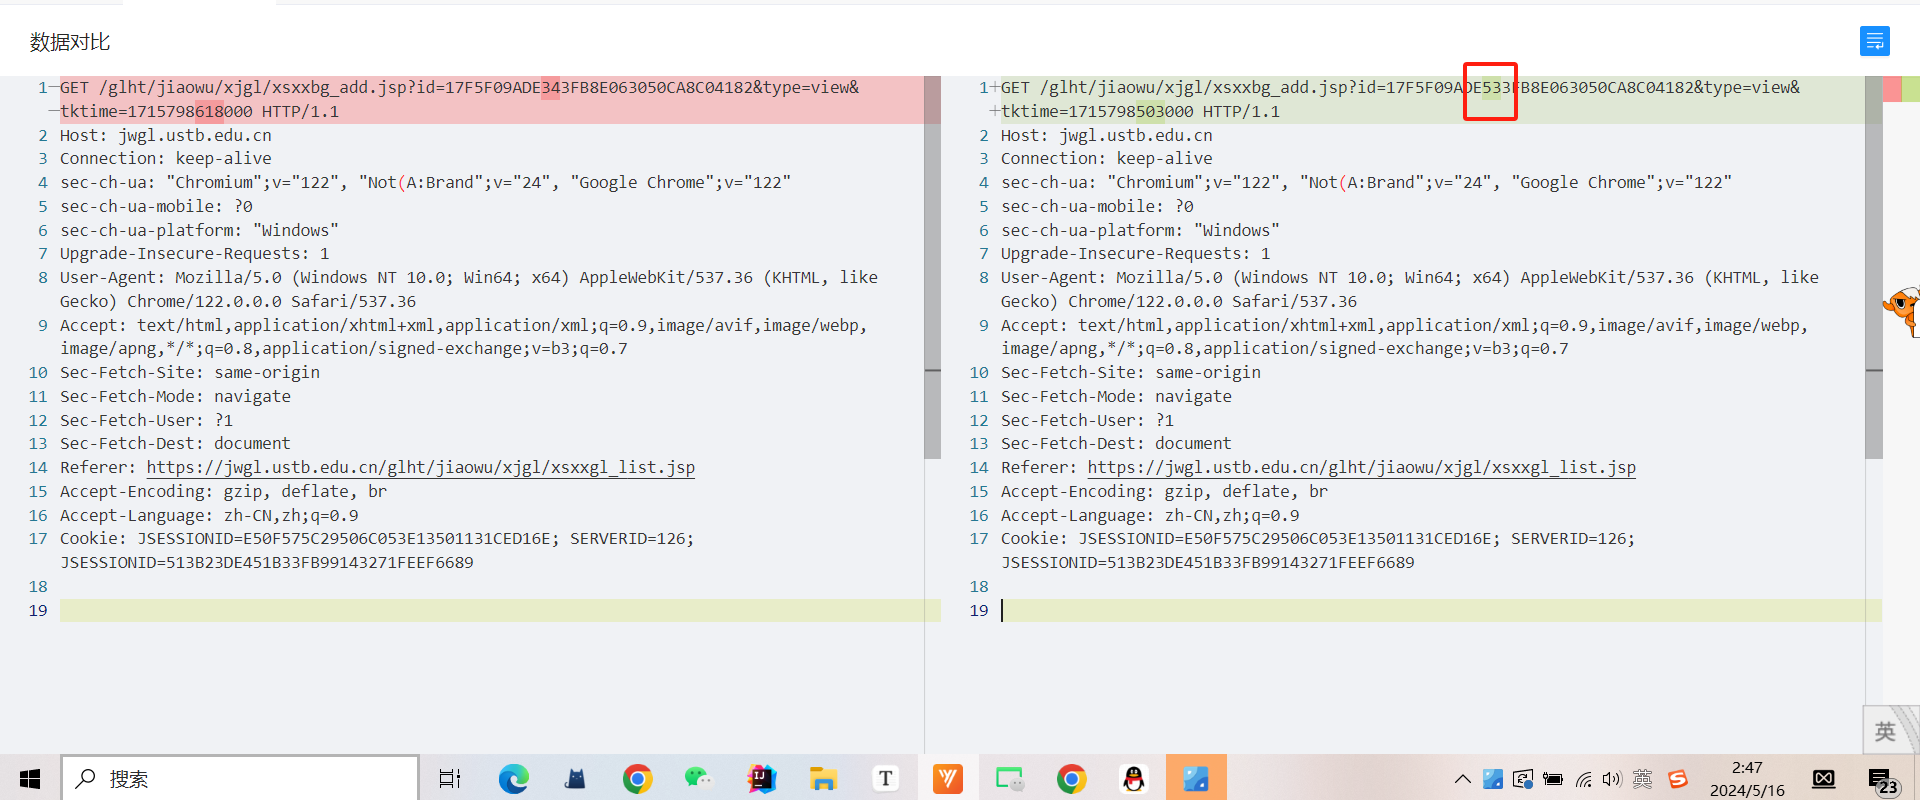 数据对比
1 GET /glht/jiaowu/xjgl/xsxxbg_add.jsp?id=17F5F09ADE343FB8E063050CA8C04182&type=view&
tktime=1715798618000 HTTP/1.1
2 Host: jwgl.ustb.edu.cn
3 Connection: keep-alive
4 sec-ch-ua: "Chromium";v="122", "Not(A:Brand";v="24", "Google Chrome";v="122"
5 sec-ch-ua-mobile: ?0
6 sec-ch-ua-platform: "Windows"
7 Upgrade-Insecure-Requests: 1
8 User-Agent: Mozilla/5.0 (Windows NT 10.0; Win64; x64) AppleWebKit/537.36 (KHTML, like
Gecko) Chrome/122.0.0.0 Safari/537.36
9 Accept: text/html,application/xhtml+xml,application/xml;q=0.9,image/avif,image/webp,
image/apng,*/*;q=0.8,application/signed-exchange;v=b3;q=0.7
10 Sec-Fetch-Site: same-origin
11 Sec-Fetch-Mode: navigate
12 Sec-Fetch-User: ?1
13 Sec-Fetch-Dest: document
14 Referer: https://jwgl.ustb.edu.cn/glht/jiaowu/xjgl/xsxxgl_list.jsp
15 Accept-Encoding: gzip, deflate, br
16 Accept-Language: zh-CN,zh;q=0.9
17 Cookie: JSESSIONID=E50F575C29506C053E13501131CED16E; SERVERID=126;
JSESSIONID=513B23DE451B33FB99143271FEEF6689
18
19
1 GET /glht/jiaowu/xjgl/xsxxbg_add.jsp?id=17F5F09ADE533FB8E063050CA8C04182&type=view&
tktime=1715798503000 HTTP/1.1
2 Host: jwgl.ustb.edu.cn
3 Connection: keep-alive
4 sec-ch-ua: "Chromium";v="122", "Not(A:Brand";v="24", "Google Chrome";v="122"
5 sec-ch-ua-mobile: ?0
6 sec-ch-ua-platform: "Windows"
7 Upgrade-Insecure-Requests: 1
8 User-Agent: Mozilla/5.0 (Windows NT 10.0; Win64; x64) AppleWebKit/537.36 (KHTML, like
Gecko) Chrome/122.0.0.0 Safari/537.36
9 Accept: text/html,application/xhtml+xml,application/xml;q=0.9,image/avif,image/webp,
image/apng,*/*;q=0.8,application/signed-exchange;v=b3;q=0.7
10 Sec-Fetch-Site: same-origin
11 Sec-Fetch-Mode: navigate
12 Sec-Fetch-User: ?1
13 Sec-Fetch-Dest: document
14 Referer: https://jwgl.ustb.edu.cn/glht/jiaowu/xjgl/xsxxgl_list.jsp
15 Accept-Encoding: gzip, deflate, br
16 Accept-Language: zh-CN,zh;q=0.9
17 Cookie: JSESSIONID=E50F575C29506C053E13501131CED16E; SERVERID=126;
JSESSIONID=513B23DE451B33FB99143271FEEF6689
18
19
英
搜索
IJ
T
英
S
2:47
2024/5/16
23